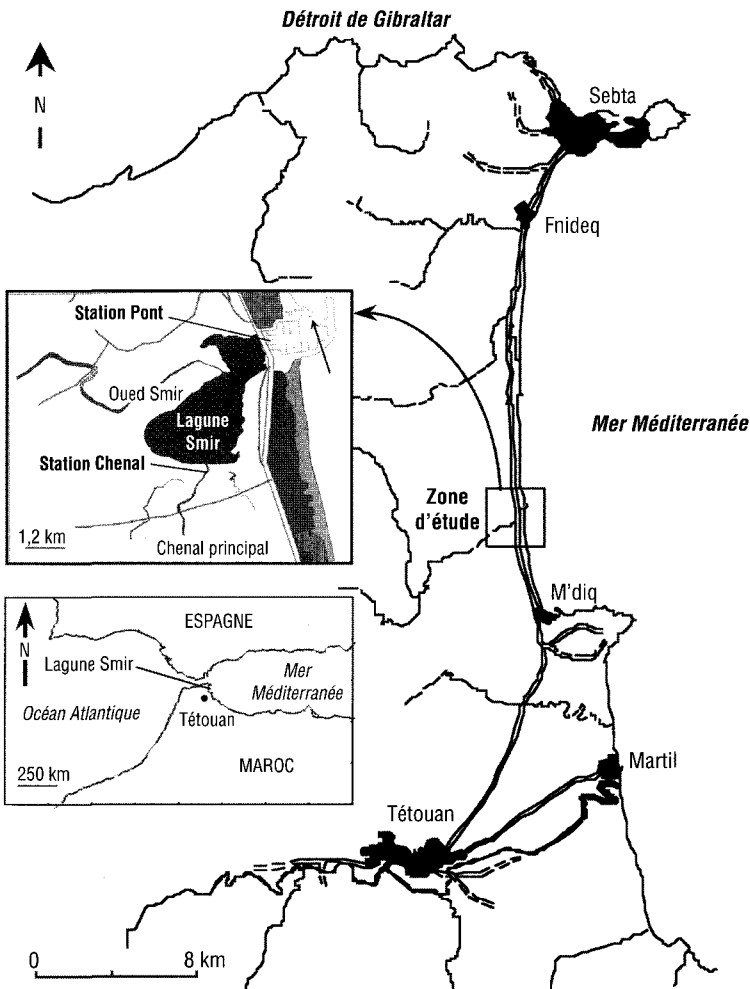 Détroit de Gibraltar
N
Sebta
Fnideq
Station Pont
Oued Smir
Lagune
Smir
Station Chenal
1,2 km
Chenal principal
Mer Méditerranée
Zone
d'étude
M'diq
N
ESPAGNE
Lagune Smir
Mer
Méditerranée
Océan Atlantique
Tétouan
MAROC
250 km
Martil
Tétouan
0
8 km